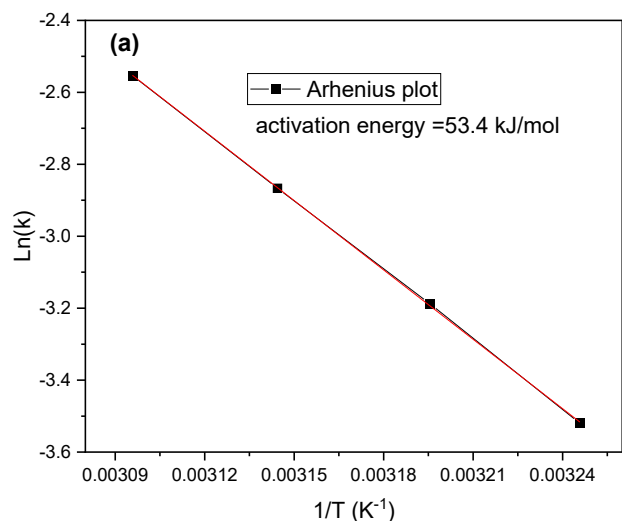 (a)
Arhenius plot
activation energy =53.4 kJ/mol
Ln(k)
-2.4
-2.6
-2.8
-3.0
-3.2
-3.4
-3.6
0.00309 0.00312 0.00315 0.00318 0.00321 0.00324
1/T (K⁻¹)